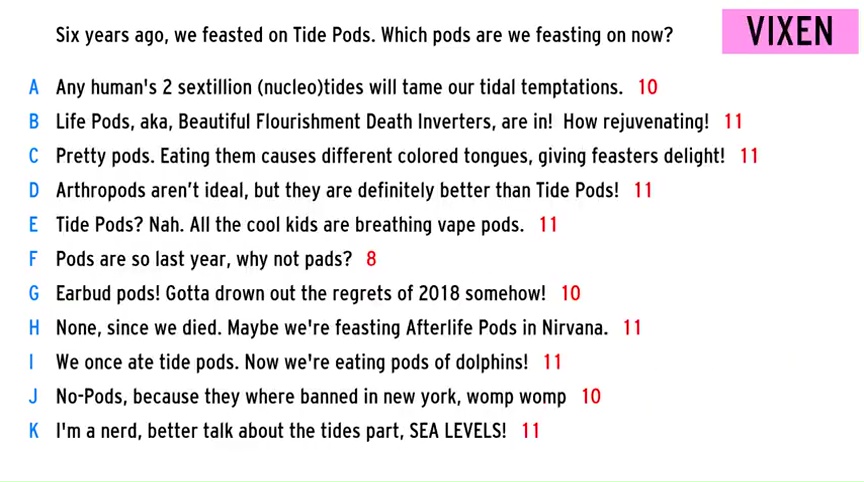 Six years ago, we feasted on Tide Pods. Which pods are we feasting on now?
VIXEN
A Any human's 2 sextillion (nucleo)tides will tame our tidal temptations. 10
B Life Pods, aka, Beautiful Flourishment Death Inverters, are in! How rejuvenating! 11
C Pretty pods. Eating them causes different colored tongues, giving feasters delight! 11
D Arthropods aren't ideal, but they are definitely better than Tide Pods! 11
E Tide Pods? Nah. All the cool kids are breathing vape pods. 11
F Pods are so last year, why not pads? 8
G Earbud pods! Gotta drown out the regrets of 2018 somehow! 10
H None, since we died. Maybe we're feasting Afterlife Pods in Nirvana. 11
I We once ate tide pods. Now we're eating pods of dolphins! 11
J No-Pods, because they where banned in new york, womp womp 10
K I'm a nerd, better talk about the tides part, SEA LEVELS! 11